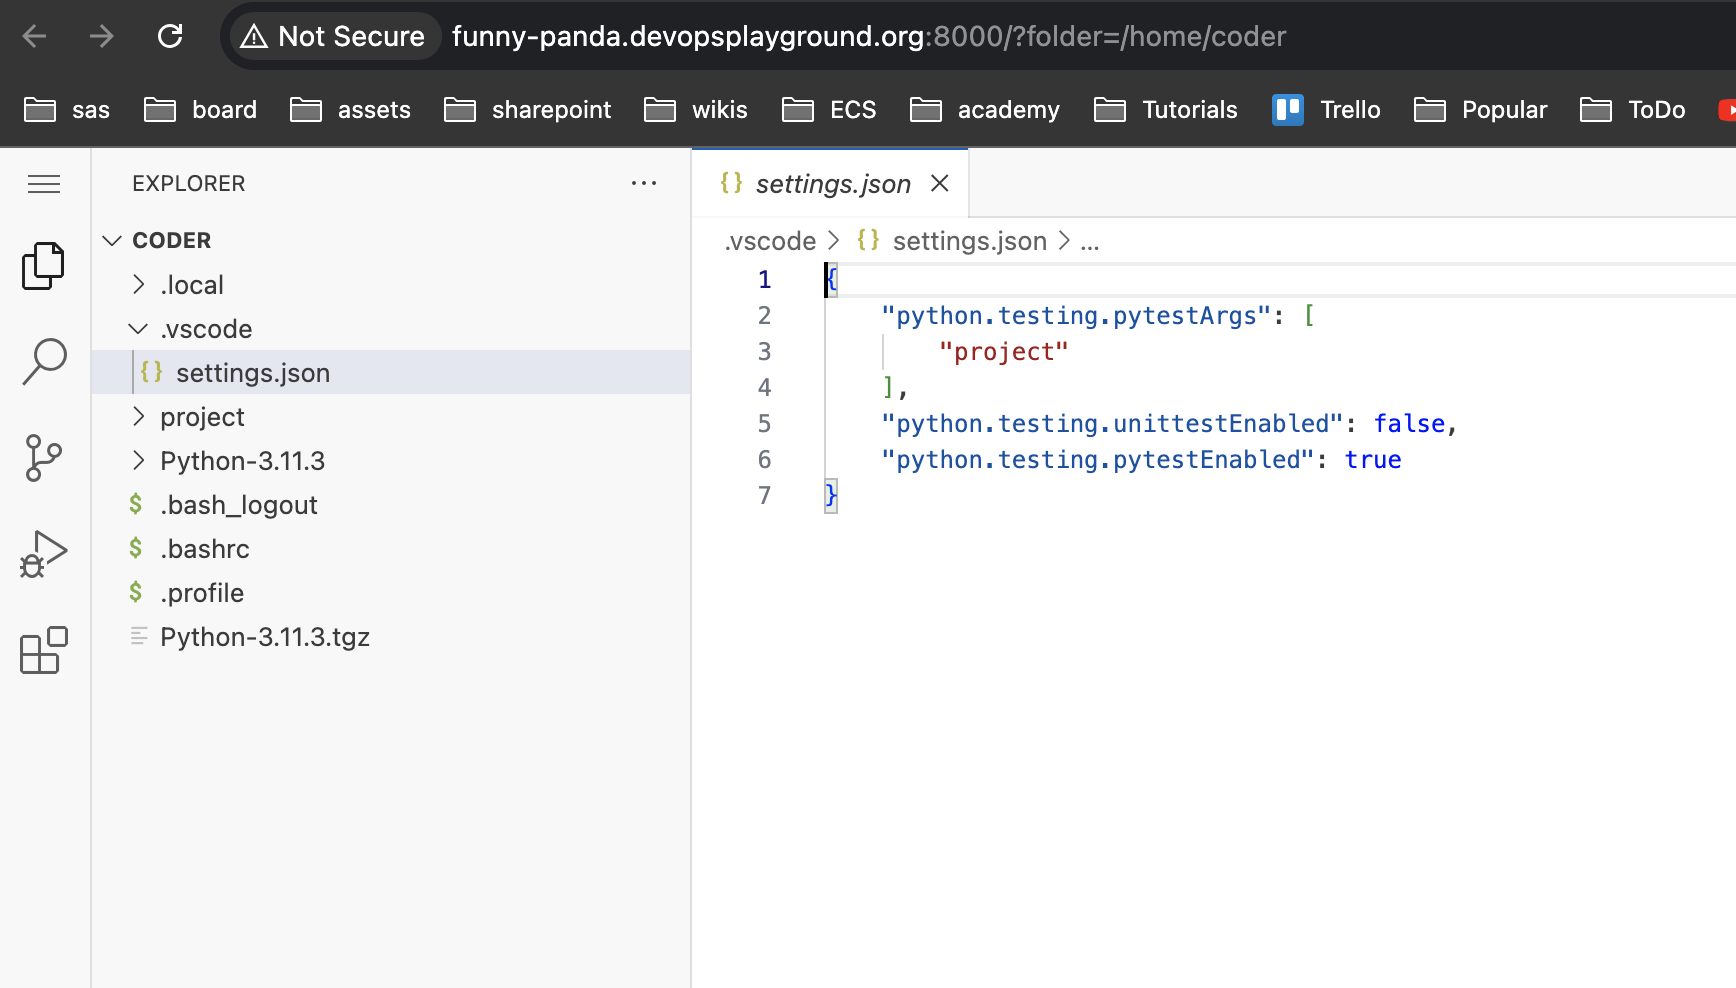 Not Secure funny-panda.devopsplayground.org:8000/?folder=/home/coder
sas board assets sharepoint wikis ECS academy Tutorials Trello Popular ToDo
EXPLORER ...
CODER
.local
.vscode
{} settings.json
project
Python-3.11.3
$ .bash_logout
$ .bashrc
$ .profile
Python-3.11.3.tgz
{} settings.json
.vscode > {} settings.json > ...
1 {
2     "python.testing.pytestArgs": [
3         "project"
4     ],
5     "python.testing.unittestEnabled": false,
6     "python.testing.pytestEnabled": true
7 }